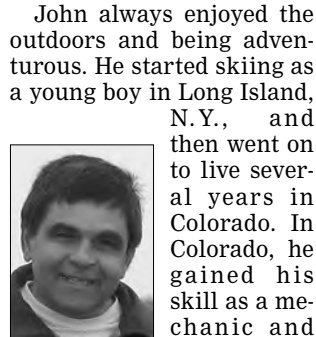 John always enjoyed the
outdoors and being adven-
turous. He started skiing as
a young boy in Long Island,
N.Y., and
then went on
to live sever-
al years in
Colorado. In
Colorado, he
gained his
skill as a me-
chanic and